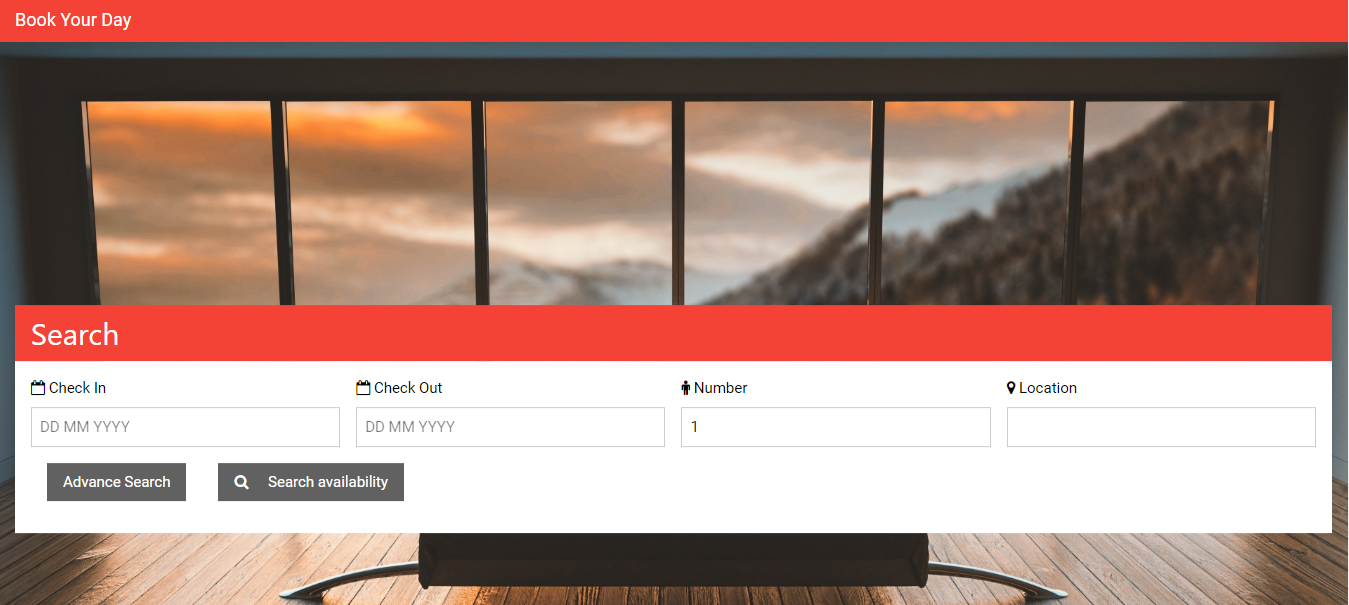 Book Your Day
Search
Check In
Check Out
Number
Location
DD MM YYYY
DD MM YYYY
1
Advance Search
Search availability